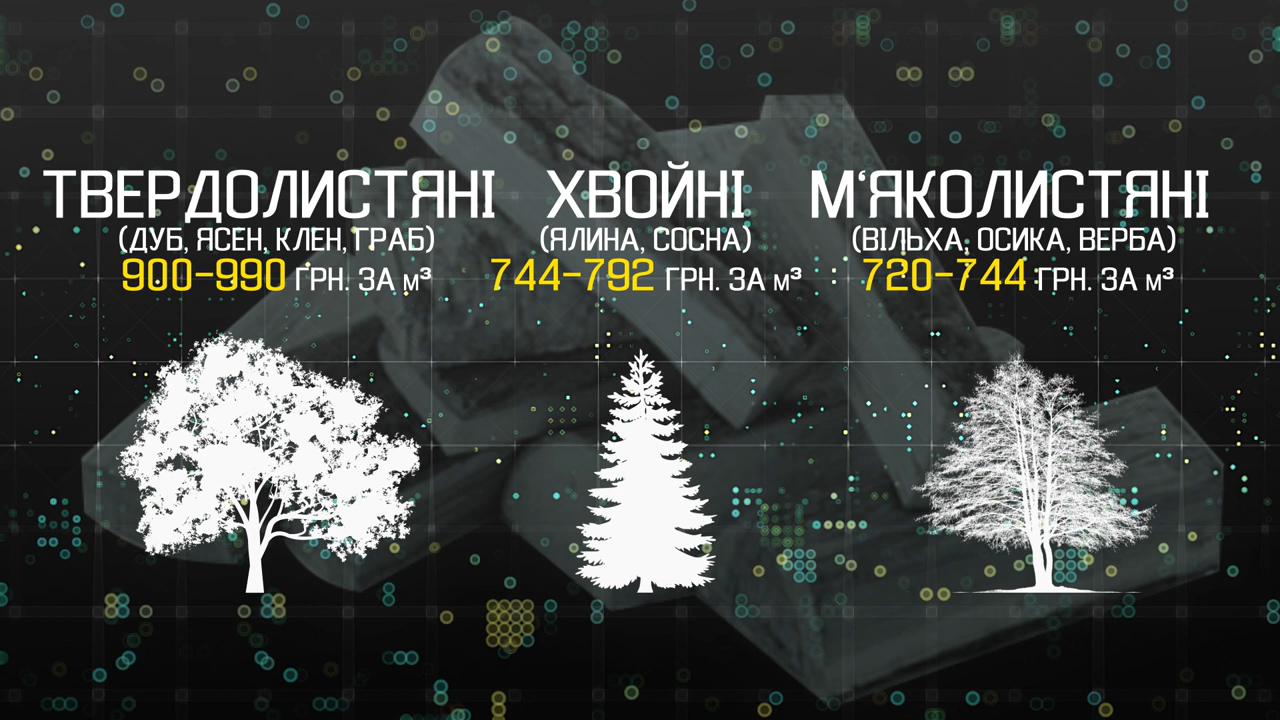 ТВЕРДОЛИСТЯНІ
(ДУБ, ЯСЕН, КЛЕН, ГРАБ)
900-990 ГРН. ЗА м³
ХВОЙНІ
(ЯЛИНА, СОСНА)
744-792 ГРН. ЗА м³
М‘ЯКОЛИСТЯНІ
(ВІЛЬХА, ОСИКА, ВЕРБА)
720-744 ГРН. ЗА м³